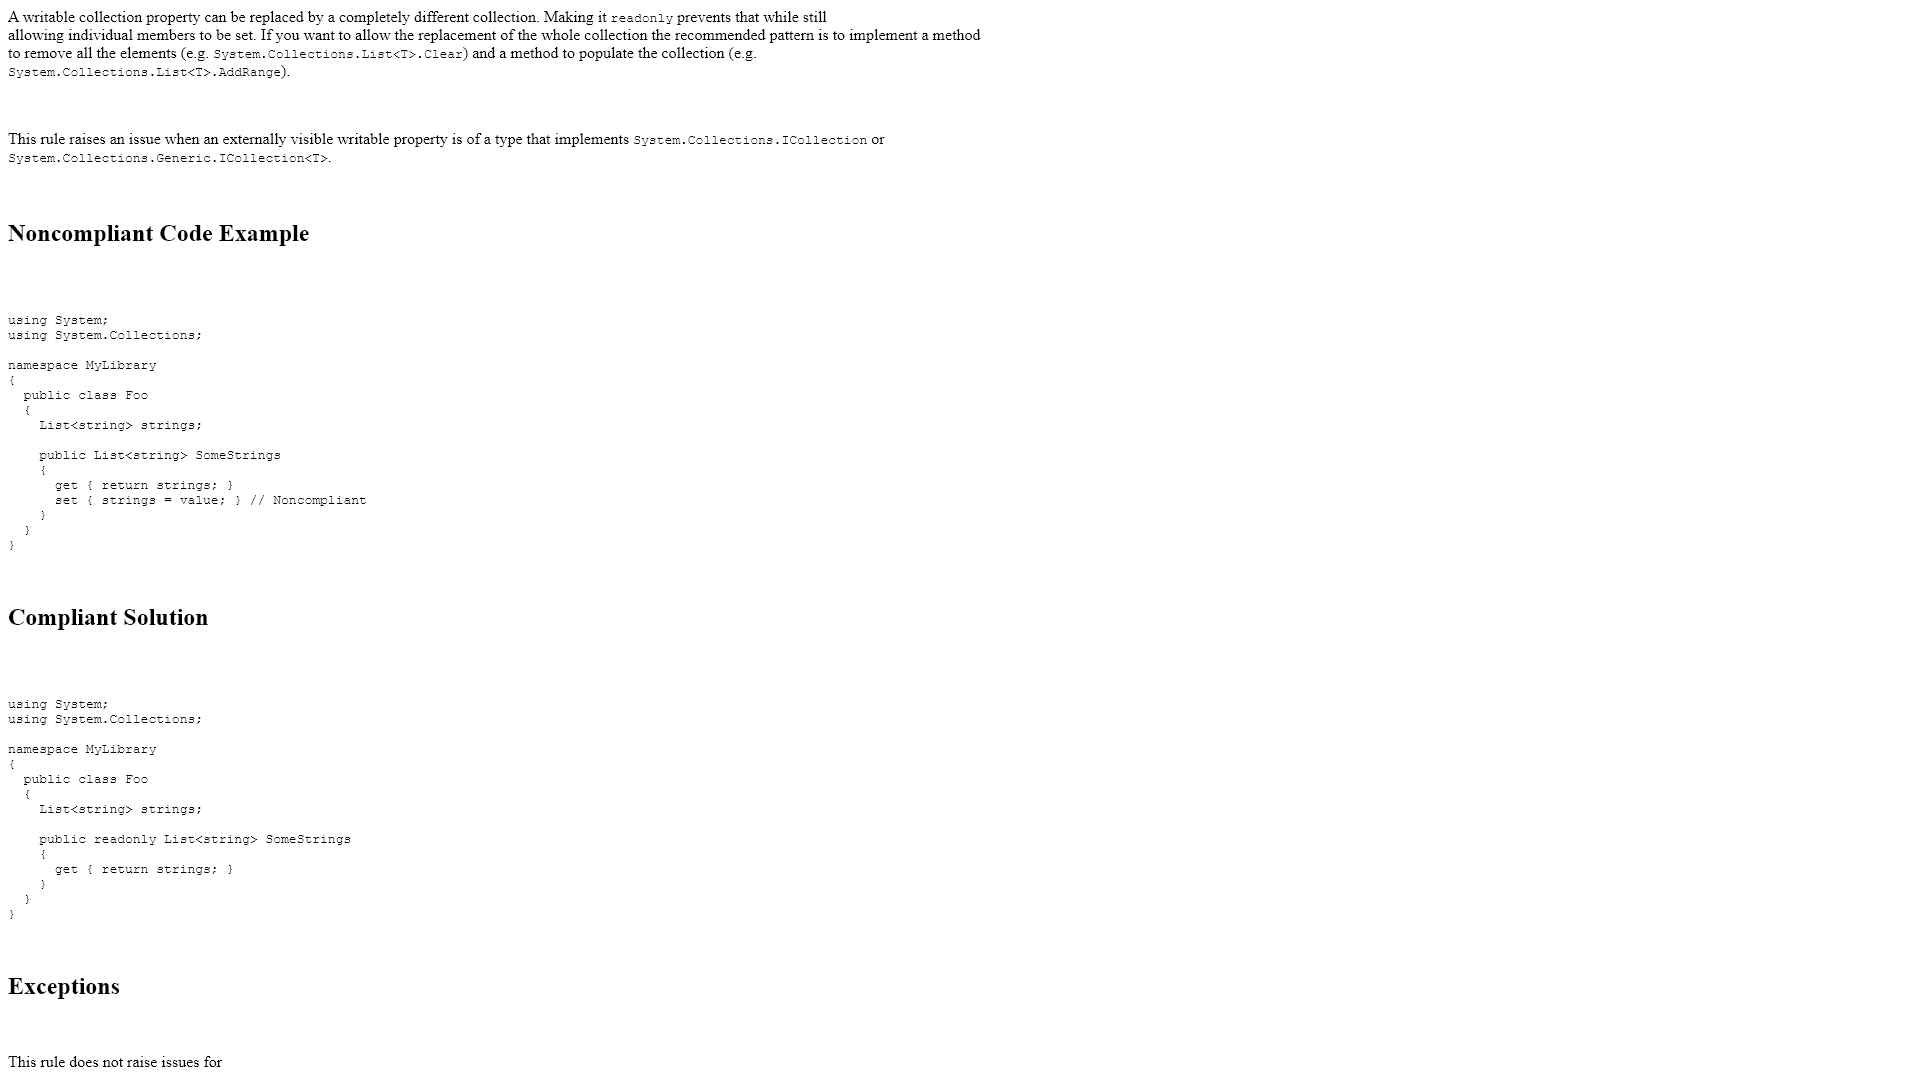 A writable collection property can be replaced by a completely different collection. Making it readonly prevents that while still
allowing individual members to be set. If you want to allow the replacement of the whole collection the recommended pattern is to implement a method
to remove all the elements (e.g. System.Collections.List<T>.Clear) and a method to populate the collection (e.g.
System.Collections.List<T>.AddRange).
This rule raises an issue when an externally visible writable property is of a type that implements System.Collections.ICollection or
System.Collections.Generic.ICollection<T>.
Noncompliant Code Example
using System;
using System.Collections;
namespace MyLibrary
{
  public class Foo
  {
    List<string> strings;
    public List<string> SomeStrings
    {
      get { return strings; }
      set { strings = value; } // Noncompliant
    }
  }
}
Compliant Solution
using System;
using System.Collections;
namespace MyLibrary
{
  public class Foo
  {
    List<string> strings;
    public readonly List<string> SomeStrings
    {
      get { return strings; }
    }
  }
}
Exceptions
This rule does not raise issues for